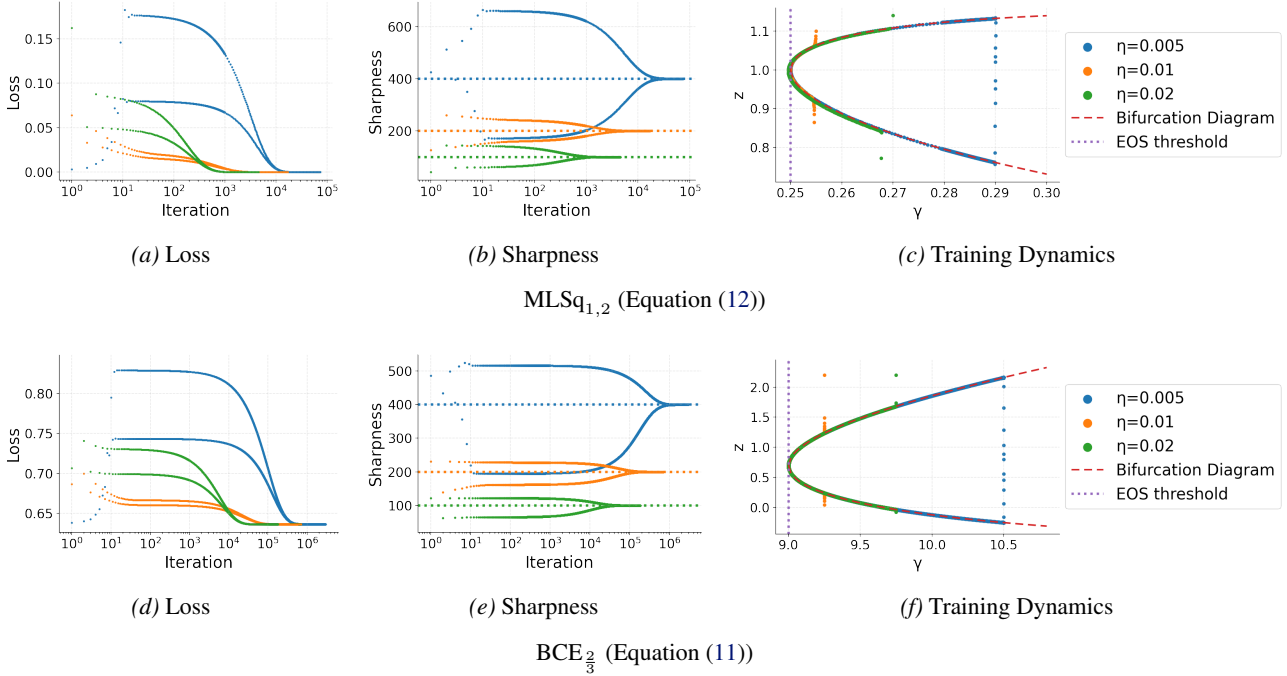 0.15
0.10
0.05
0.00
Loss
10^0 10^1 10^2 10^3 10^4 10^5
Iteration
600
400
200
0
Sharpness
10^0 10^1 10^2 10^3 10^4 10^5
Iteration
1.1
1.0
0.9
0.8
z
0.25 0.26 0.27 0.28 0.29 0.30
γ
η=0.005
η=0.01
η=0.02
Bifurcation Diagram
EOS threshold
(a) Loss
(b) Sharpness
(c) Training Dynamics
MLSq_{1,2} (Equation (12))
0.80
0.75
0.70
0.65
Loss
10^0 10^1 10^2 10^3 10^4 10^5 10^6
Iteration
500
400
300
200
100
Sharpness
10^0 10^1 10^2 10^3 10^4 10^5 10^6
Iteration
2.0
1.5
1.0
0.5
0.0
z
9.0 9.5 10.0 10.5
γ
η=0.005
η=0.01
η=0.02
Bifurcation Diagram
EOS threshold
(d) Loss
(e) Sharpness
(f) Training Dynamics
BCE_{2/3} (Equation (11))